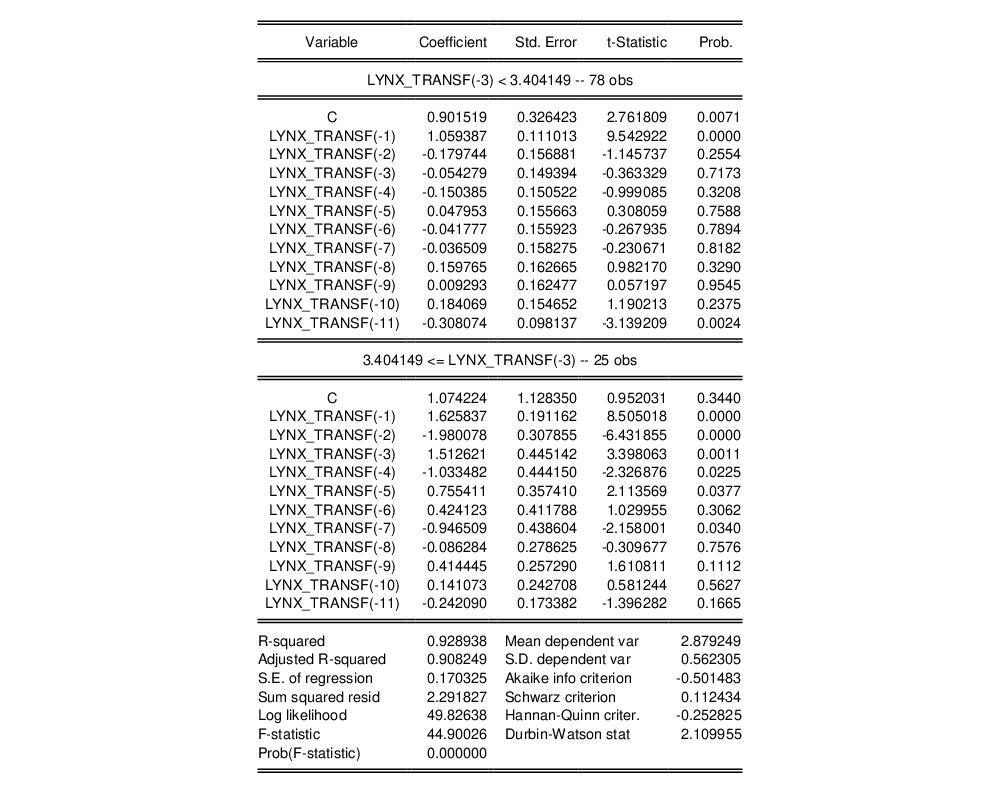 Variable Coefficient Std. Error t-Statistic Prob.
LYNX_TRANSF(-3) < 3.404149 -- 78 obs
C 0.901519 0.326423 2.761809 0.0071
LYNX_TRANSF(-1) 1.059387 0.111013 9.542922 0.0000
LYNX_TRANSF(-2) -0.179744 0.156881 -1.145737 0.2554
LYNX_TRANSF(-3) -0.054279 0.149394 -0.363329 0.7173
LYNX_TRANSF(-4) -0.150385 0.150522 -0.999085 0.3208
LYNX_TRANSF(-5) 0.047953 0.155663 0.308059 0.7588
LYNX_TRANSF(-6) -0.041777 0.155923 -0.267935 0.7894
LYNX_TRANSF(-7) -0.036509 0.158275 -0.230671 0.8182
LYNX_TRANSF(-8) 0.159765 0.162665 0.982170 0.3290
LYNX_TRANSF(-9) 0.009293 0.162477 0.057197 0.9545
LYNX_TRANSF(-10) 0.184069 0.154652 1.190213 0.2375
LYNX_TRANSF(-11) -0.308074 0.098137 -3.139209 0.0024
3.404149 <= LYNX_TRANSF(-3) -- 25 obs
C 1.074224 1.128350 0.952031 0.3440
LYNX_TRANSF(-1) 1.625837 0.191162 8.505018 0.0000
LYNX_TRANSF(-2) -1.980078 0.307855 -6.431855 0.0000
LYNX_TRANSF(-3) 1.512621 0.445142 3.398063 0.0011
LYNX_TRANSF(-4) -1.033482 0.444150 -2.326876 0.0225
LYNX_TRANSF(-5) 0.755411 0.357410 2.113569 0.0377
LYNX_TRANSF(-6) 0.424123 0.411788 1.029955 0.3062
LYNX_TRANSF(-7) -0.946509 0.438604 -2.158001 0.0340
LYNX_TRANSF(-8) -0.086284 0.278625 -0.309677 0.7576
LYNX_TRANSF(-9) 0.414445 0.257290 1.610811 0.1112
LYNX_TRANSF(-10) 0.141073 0.242708 0.581244 0.5627
LYNX_TRANSF(-11) -0.242090 0.173382 -1.396282 0.1665
R-squared 0.928938 Mean dependent var 2.879249
Adjusted R-squared 0.908249 S.D. dependent var 0.562305
S.E. of regression 0.170325 Akaike info criterion -0.501483
Sum squared resid 2.291827 Schwarz criterion 0.112434
Log likelihood 49.82638 Hannan-Quinn criter. -0.252825
F-statistic 44.90026 Durbin-Watson stat 2.109955
Prob(F-statistic) 0.000000